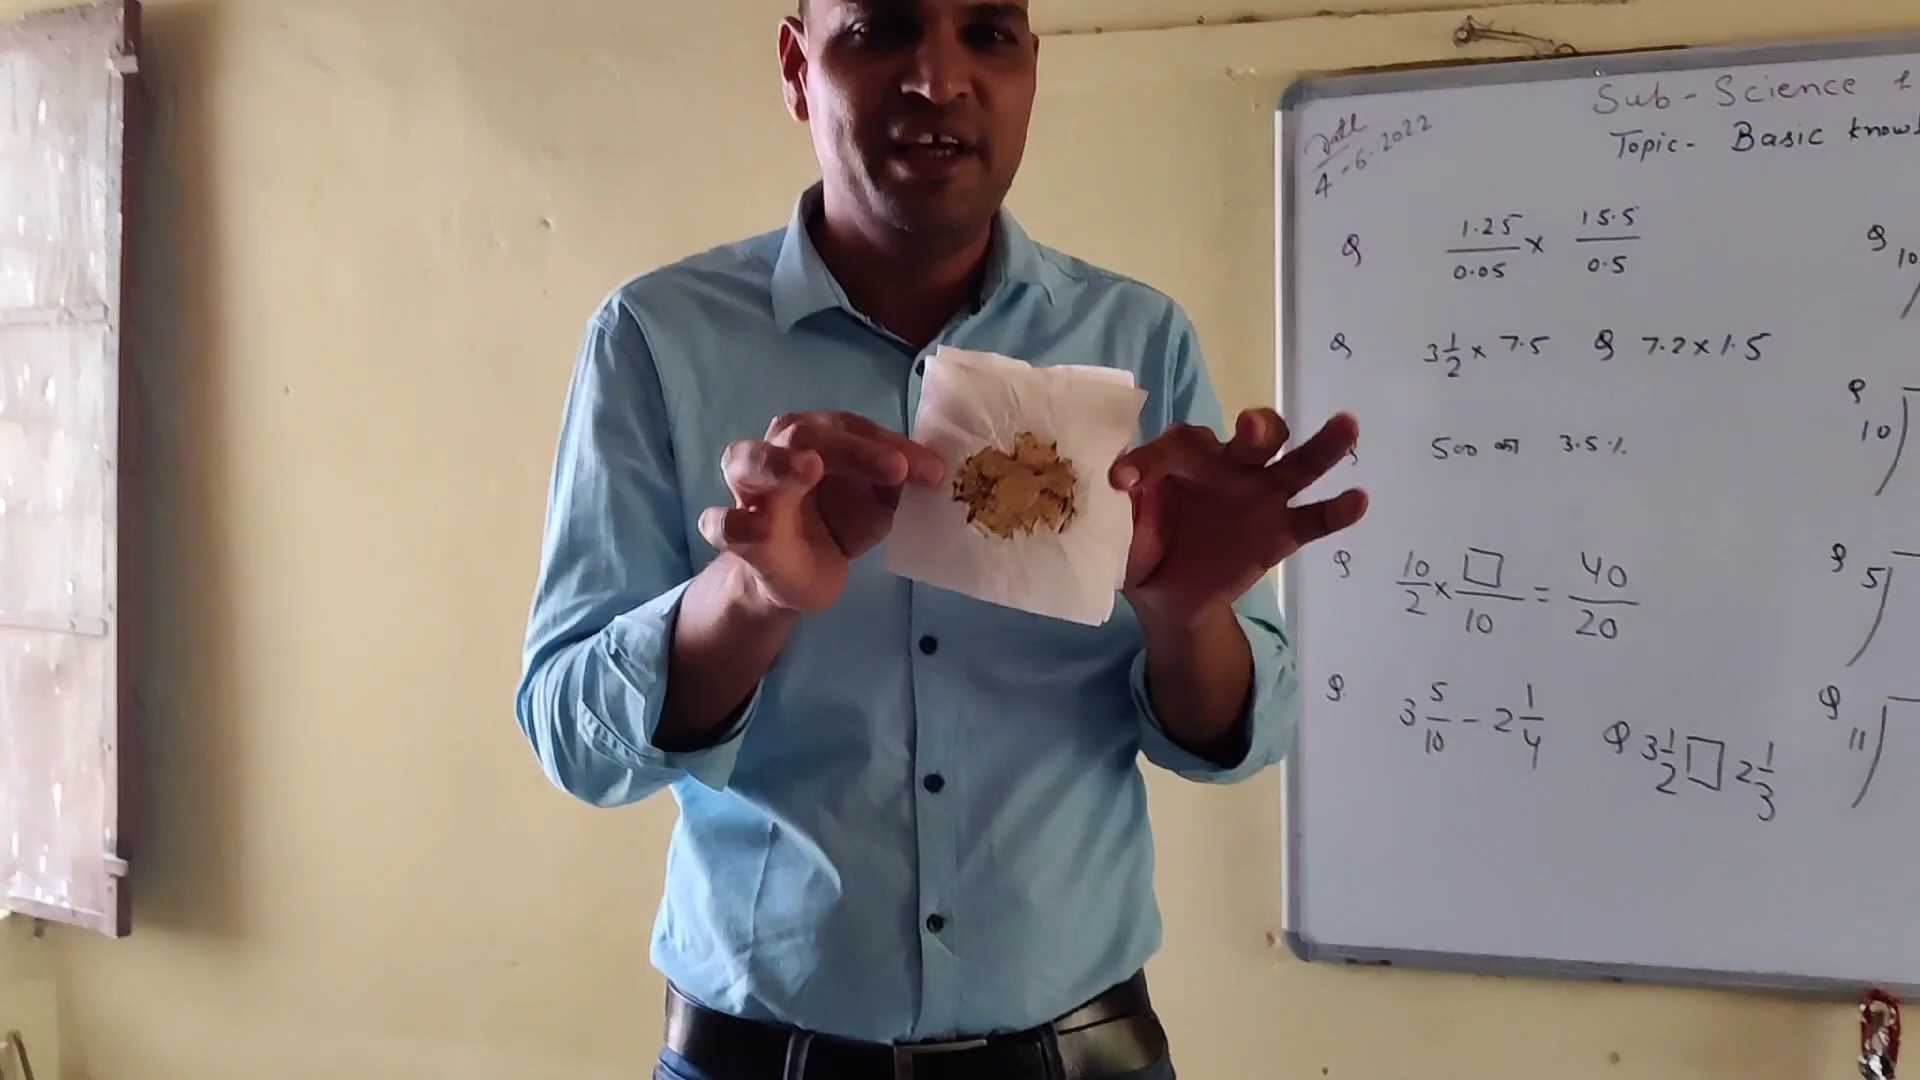 Sub - Science &
Topic - Basic know
Date
4-6-2022
Q 1.25/0.05 × 15.5/0.5
Q 3 1/2 × 7.5 Q 7.2 × 1.5
500 का 3.5%
Q 10/2 × □/10 = 40/20
Q 3 5/10 - 2 1/4 Q 3 1/2 □ 2 1/3
Q 10
Q 10
Q 5
Q 11